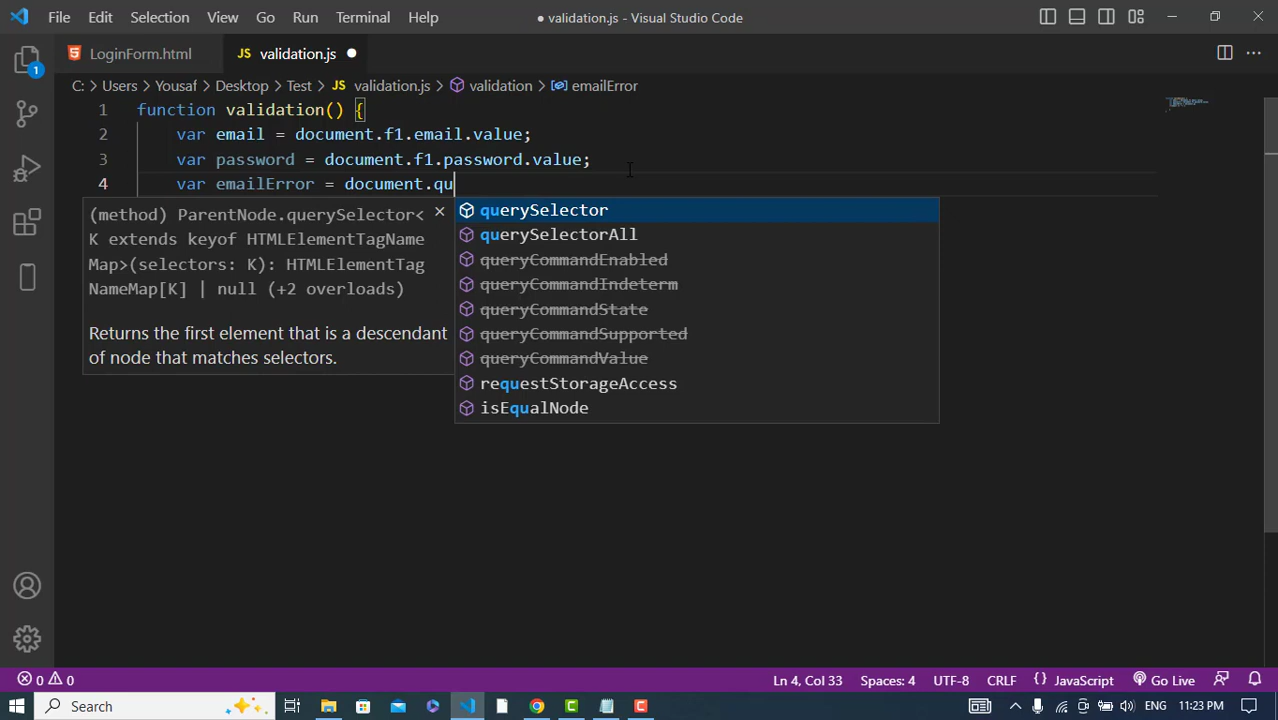 File Edit Selection View Go Run Terminal Help ● validation.js - Visual Studio Code
LoginForm.html JS validation.js ●
C: > Users > Yousaf > Desktop > Test > JS validation.js > validation > emailError
1 function validation() {
2 var email = document.f1.email.value;
3 var password = document.f1.password.value;
4 var emailError = document.qu
(method) ParentNode.querySelector<
K extends keyof HTMLElementTagName
Map>(selectors: K): HTMLElementTag
NameMap[K] | null (+2 overloads)
Returns the first element that is a descendant
of node that matches selectors.
querySelector
querySelectorAll
queryCommandEnabled
queryCommandIndeterm
queryCommandState
queryCommandSupported
queryCommandValue
requestStorageAccess
isEqualNode
1
0 0 Ln 4, Col 33 Spaces: 4 UTF-8 CRLF {} JavaScript Go Live
Search ENG 11:23 PM